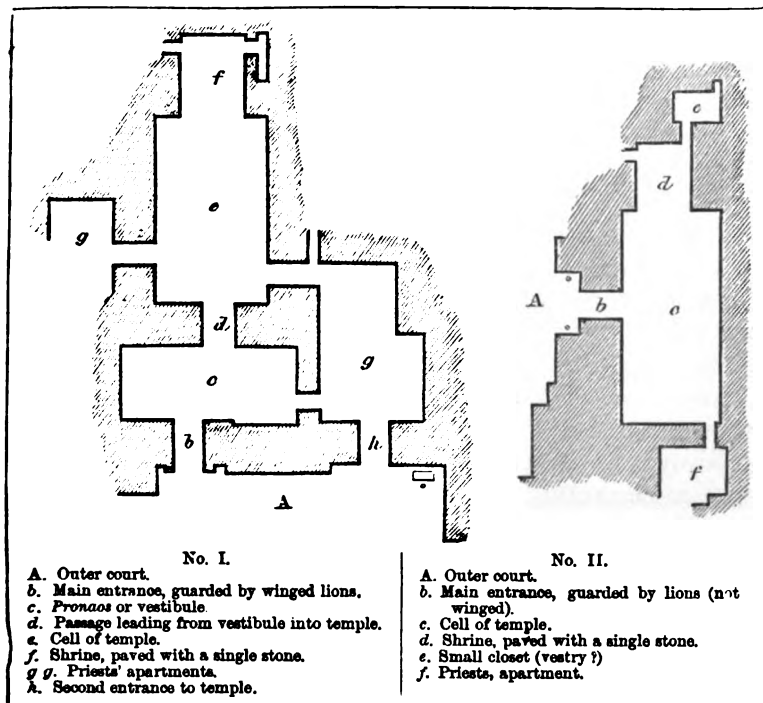 f
e
g
d
c
g
b
h
A
e
d
A
b
c
f
No. I.
A. Outer court.
b. Main entrance, guarded by winged lions.
c. Pronaos or vestibule
d. Passage leading from vestibule into temple.
e. Cell of temple.
f. Shrine, paved with a single stone.
g g. Priests' apartments.
h. Second entrance to temple.
No. II.
A. Outer court.
b. Main entrance, guarded by lions (not
winged).
c. Cell of temple.
d. Shrine, paved with a single stone.
e. Small closet (vestry ?)
f. Priests, apartment.